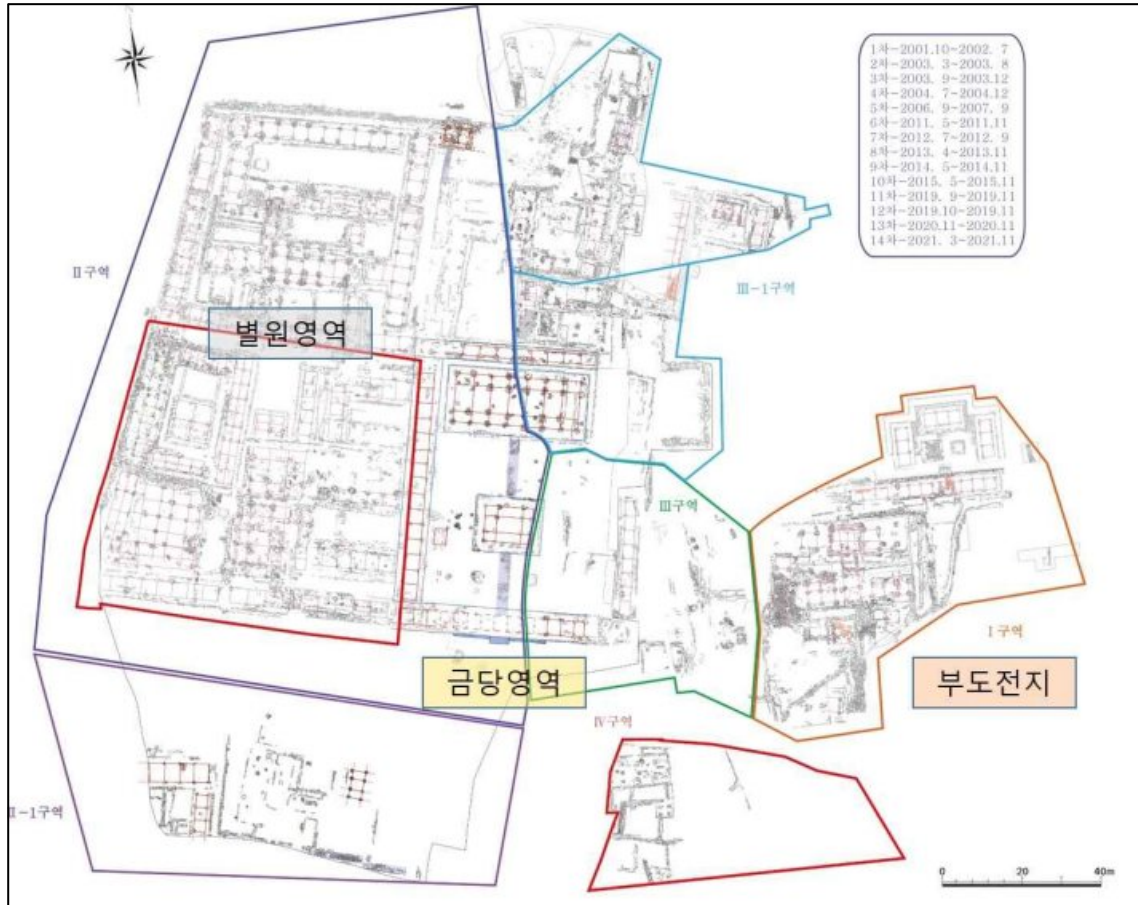 1차-2001.10~2002. 7
2차-2003. 3~2003. 8
3차-2003. 9~2003.12
4차-2004. 7~2004.12
5차-2006. 9~2007. 9
6차-2011. 5~2011.11
7차-2012. 7~2012. 9
8차-2013. 4~2013.11
9차-2014. 5~2014.11
10차-2015. 5~2015.11
11차-2019. 9~2019.11
12차-2019.10~2019.11
13차-2020.11~2020.11
14차-2021. 3~2021.11
Ⅱ구역
Ⅲ-1구역
별원영역
Ⅲ구역
Ⅰ구역
금당영역
부도전지
Ⅳ구역
Ⅱ-1구역
0 20 40m